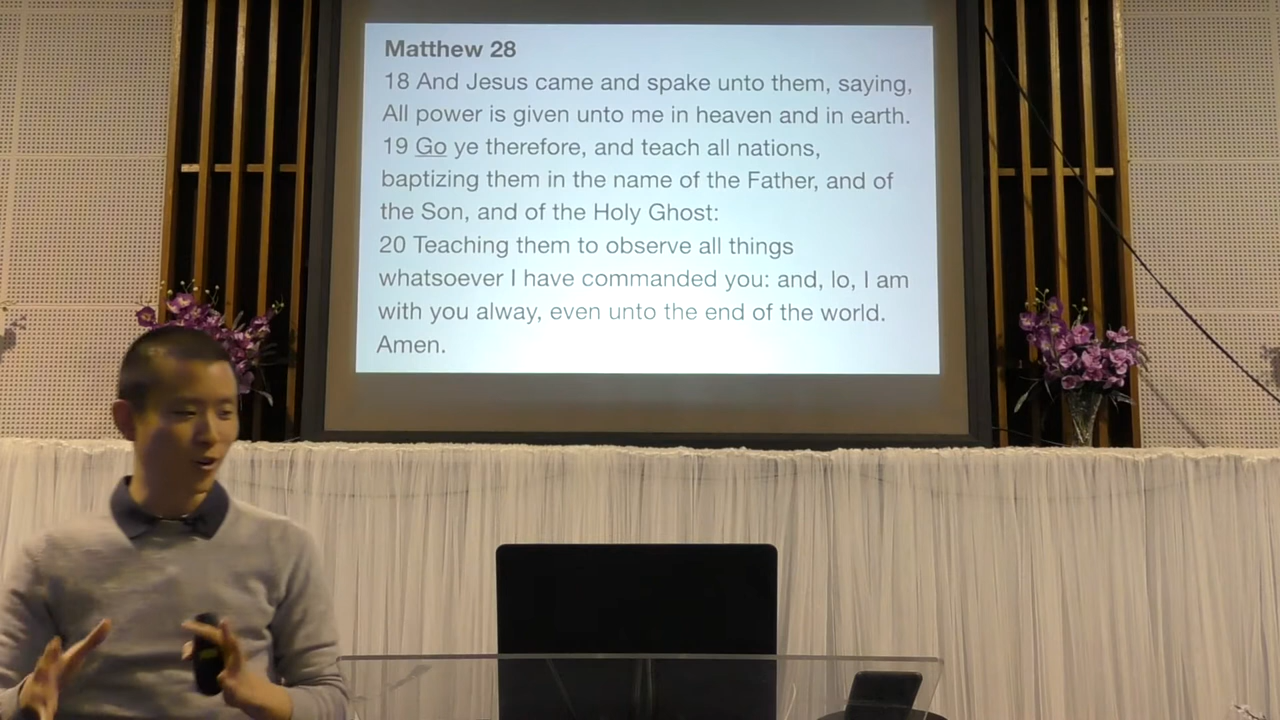 Matthew 28
18 And Jesus came and spake unto them, saying,
All power is given unto me in heaven and in earth.
19 Go ye therefore, and teach all nations,
baptizing them in the name of the Father, and of
the Son, and of the Holy Ghost:
20 Teaching them to observe all things
whatsoever I have commanded you: and, lo, I am
with you alway, even unto the end of the world.
Amen.